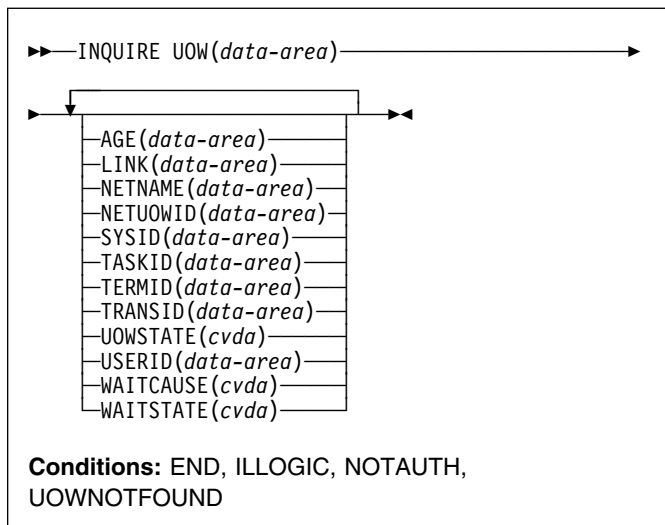 INQUIRE UOW(data-area)
AGE(data-area)
LINK(data-area)
NETNAME(data-area)
NETUOWID(data-area)
SYSID(data-area)
TASKID(data-area)
TERMID(data-area)
TRANSID(data-area)
UOWSTATE(cvda)
USERID(data-area)
WAITCAUSE(cvda)
WAITSTATE(cvda)
Conditions: END, ILLOGIC, NOTAUTH,
UOWNOTFOUND